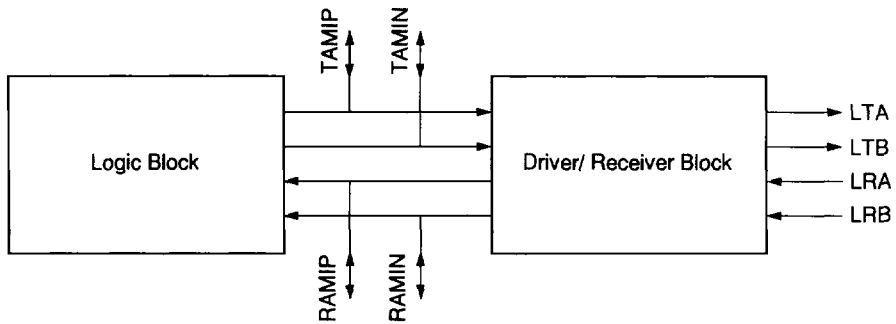 TAMIP
TAMIN
Logic Block
Driver/ Receiver Block
LTA
LTB
LRA
LRB
RAMIP
RAMIN